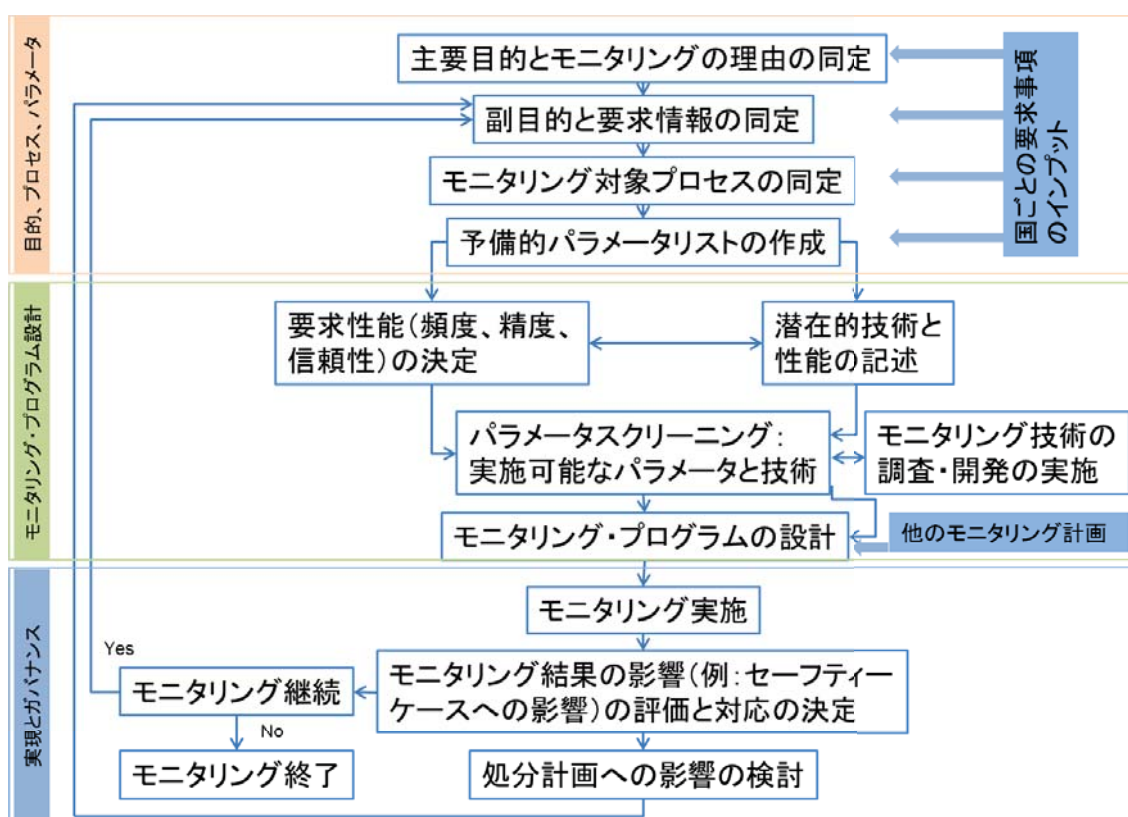 目的、プロセス、パラメータ
主要目的とモニタリングの理由の同定
副目的と要求情報の同定
モニタリング対象プロセスの同定
予備的パラメータリストの作成
国ごとの要求事項
のインプット
モニタリング・プログラム設計
要求性能(頻度、精度、
信頼性)の決定
潜在的技術と
性能の記述
パラメータスクリーニング:
実施可能なパラメータと技術
モニタリング技術の
調査・開発の実施
モニタリング・プログラムの設計
他のモニタリング計画
実現とガバナンス
モニタリング実施
Yes
モニタリング継続
モニタリング結果の影響(例:セーフティー
ケースへの影響)の評価と対応の決定
No
モニタリング終了
処分計画への影響の検討